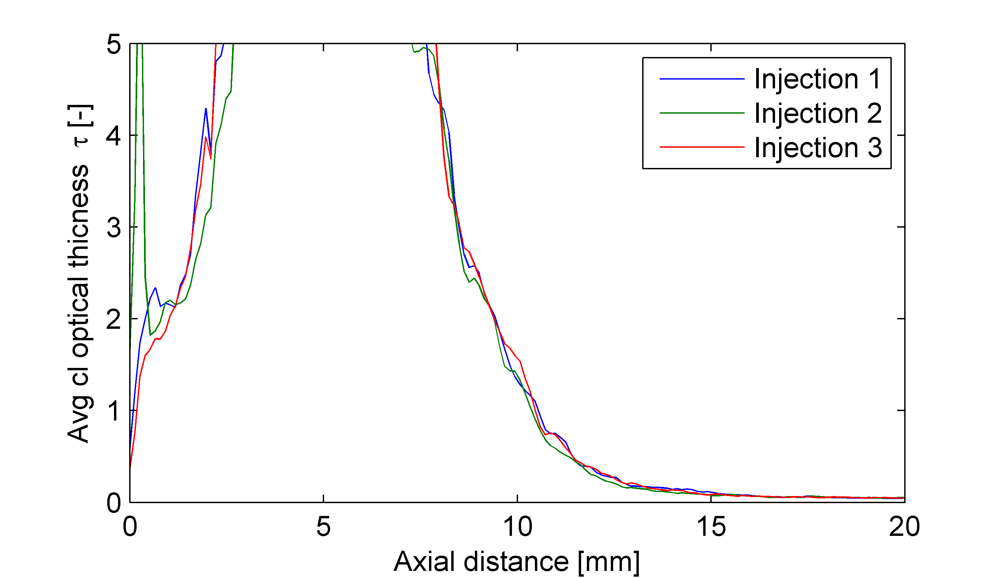 Avg cl optical thicness τ [-]
5
4
3
2
1
0
Injection 1
Injection 2
Injection 3
0 5 10 15 20
Axial distance [mm]